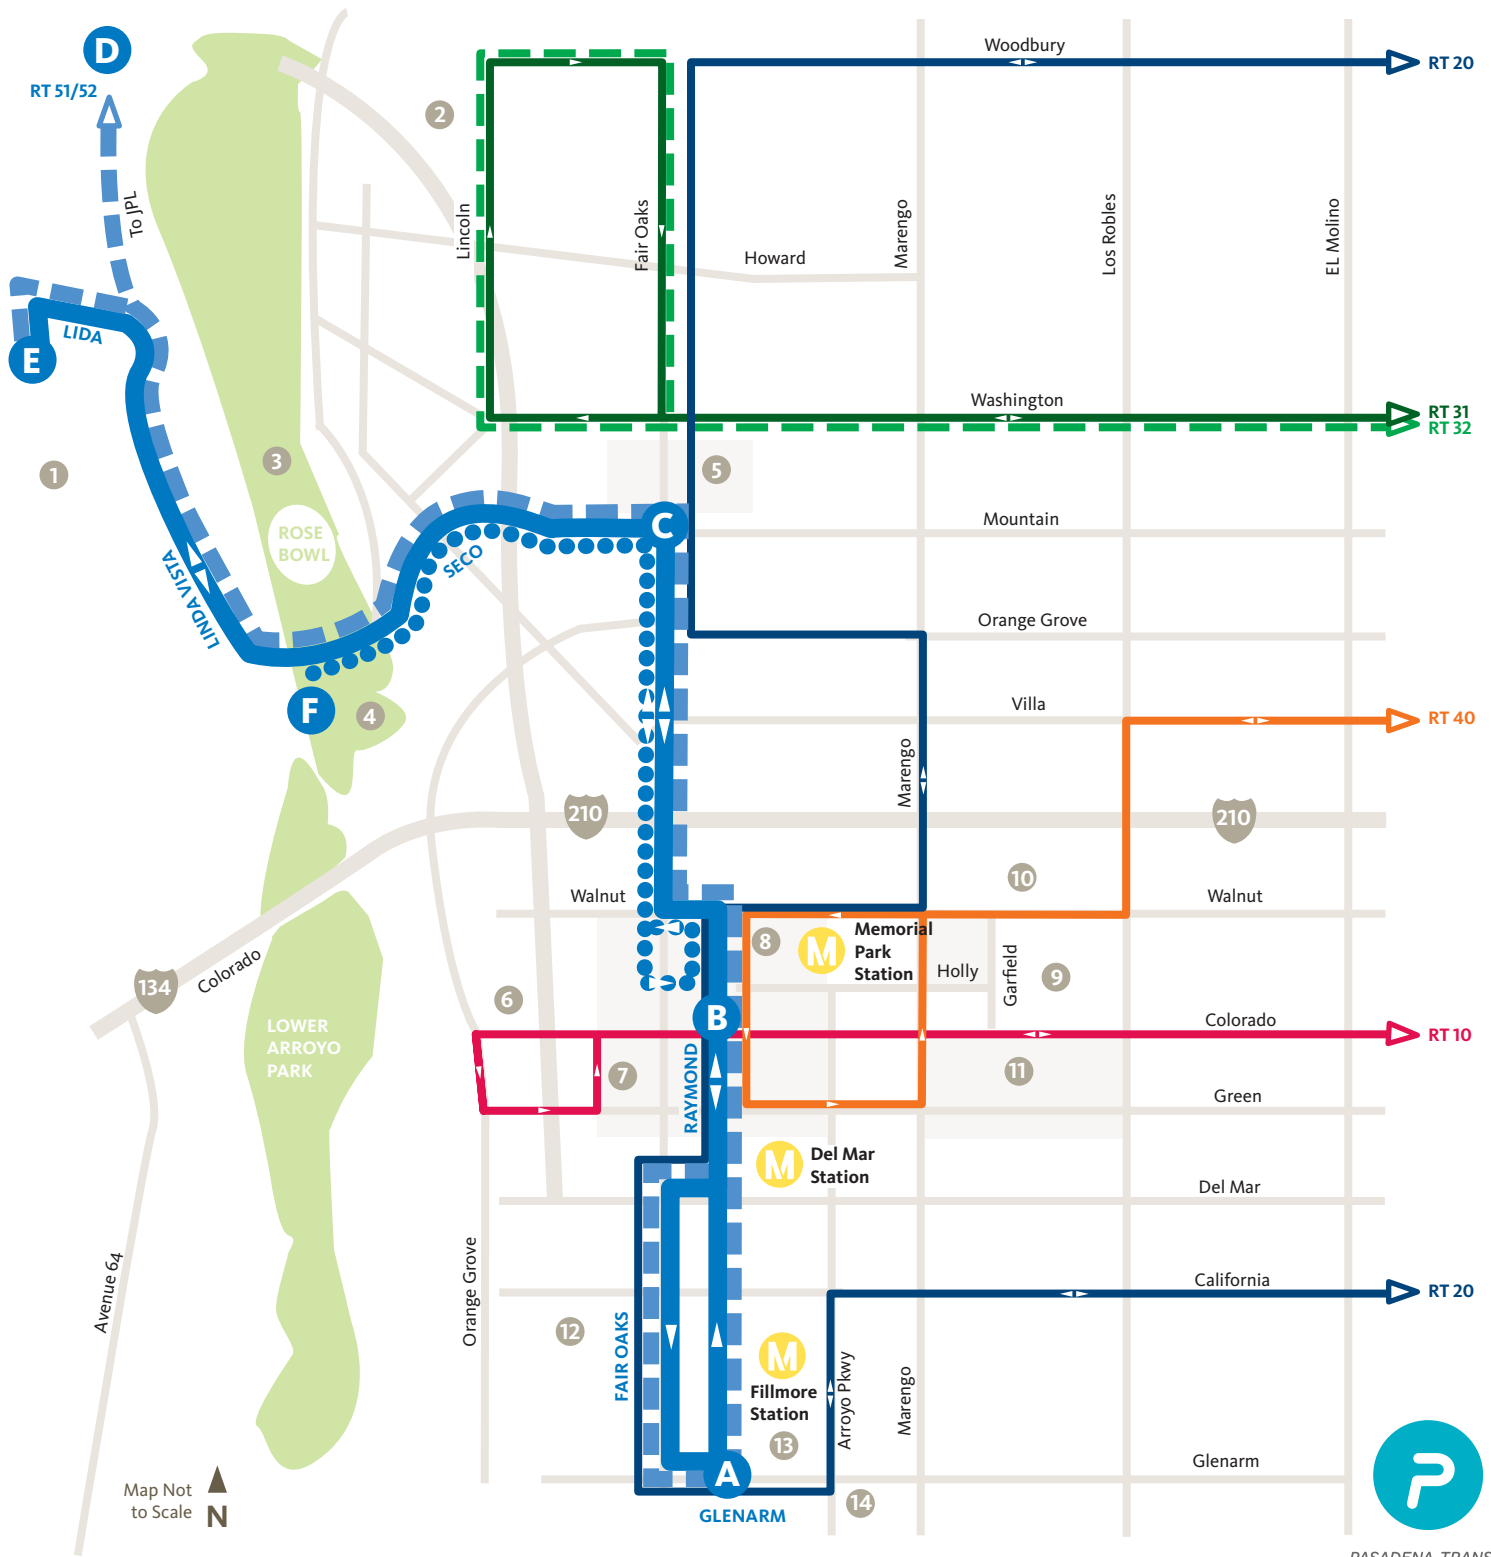 D
RT 51/52
To JPL
E
LIDA
1
2
3
ROSE
BOWL
LINDA VISTA
SECO
F
4
C
5
Lincoln
Fair Oaks
Howard
Marengo
Los Robles
EL Molino
Woodbury
RT 20
Washington
RT 31
RT 32
Mountain
Orange Grove
Villa
RT 40
Marengo
210
210
10
Walnut
Walnut
8
M
Memorial
Park
Station
Holly
Garfield
9
Colorado
134
6
LOWER
ARROYO
PARK
B
Colorado
RT 10
7
RAYMOND
11
Green
M
Del Mar
Station
Del Mar
Avenue 64
Orange Grove
12
FAIR OAKS
California
RT 20
M
Fillmore
Station
13
Arroyo Pkwy
Marengo
Glenarm
A
GLENARM
14
Map Not
to Scale
N
P
PASADENA TRANS